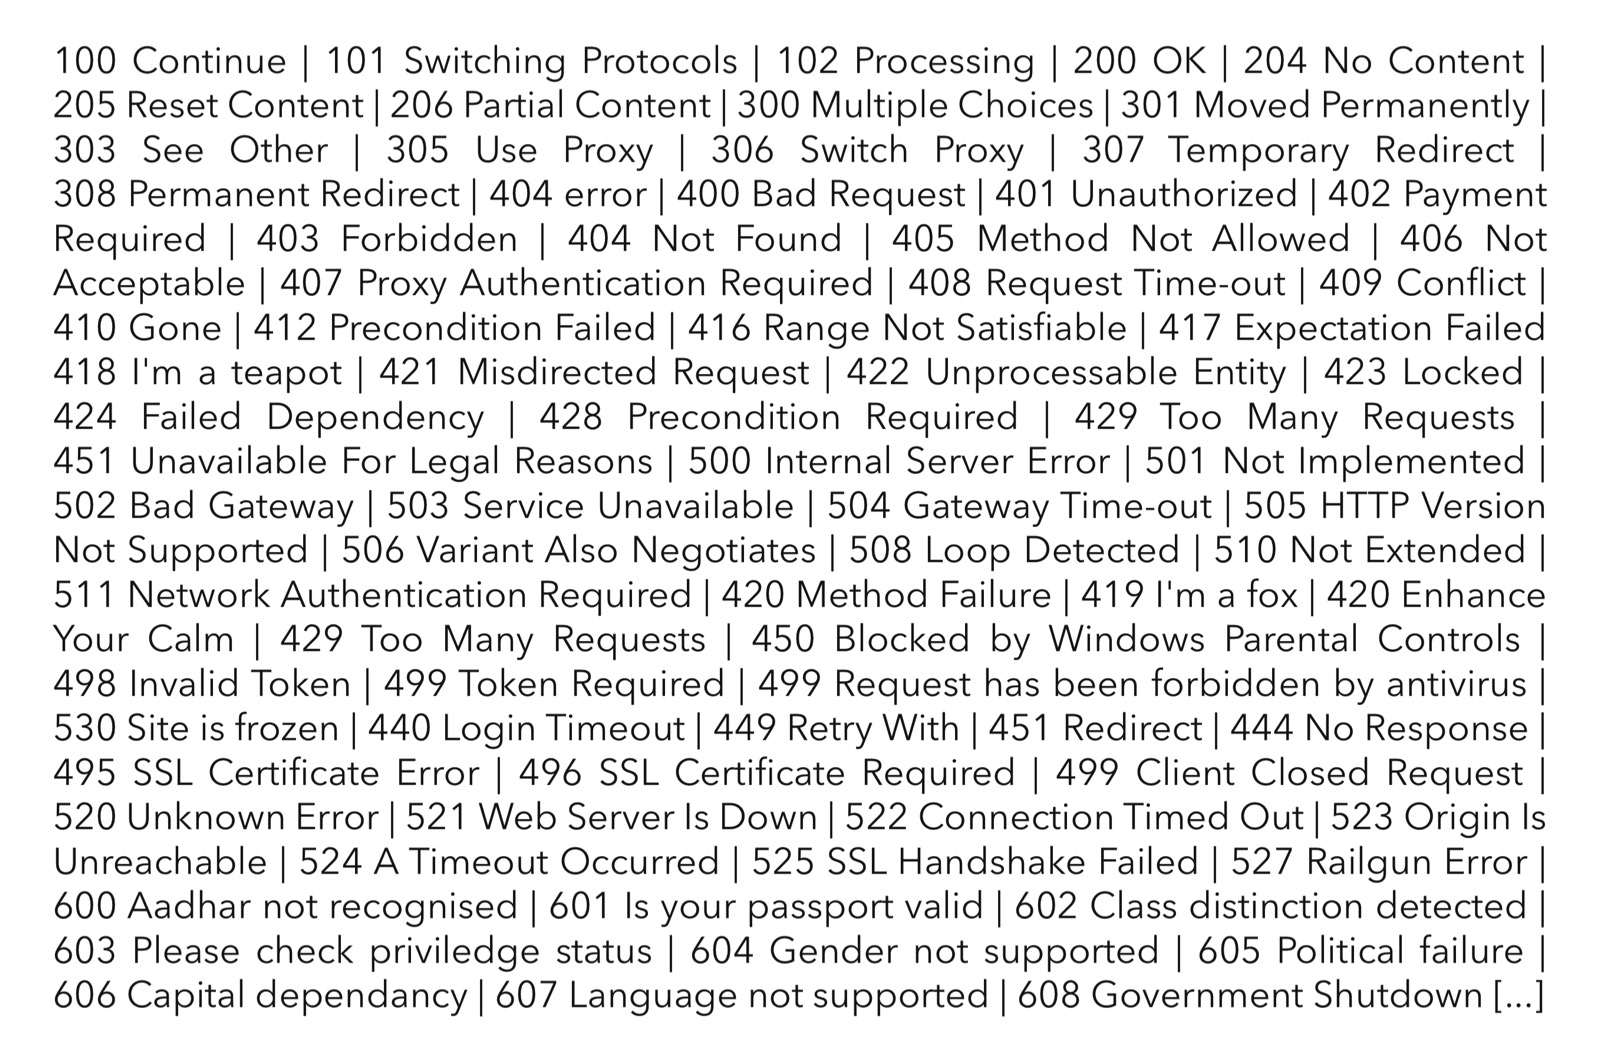 100 Continue | 101 Switching Protocols | 102 Processing | 200 OK | 204 No Content |
205 Reset Content | 206 Partial Content | 300 Multiple Choices | 301 Moved Permanently |
303 See Other | 305 Use Proxy | 306 Switch Proxy | 307 Temporary Redirect |
308 Permanent Redirect | 404 error | 400 Bad Request | 401 Unauthorized | 402 Payment
Required | 403 Forbidden | 404 Not Found | 405 Method Not Allowed | 406 Not
Acceptable | 407 Proxy Authentication Required | 408 Request Time-out | 409 Conflict |
410 Gone | 412 Precondition Failed | 416 Range Not Satisfiable | 417 Expectation Failed
418 I'm a teapot | 421 Misdirected Request | 422 Unprocessable Entity | 423 Locked |
424 Failed Dependency | 428 Precondition Required | 429 Too Many Requests |
451 Unavailable For Legal Reasons | 500 Internal Server Error | 501 Not Implemented |
502 Bad Gateway | 503 Service Unavailable | 504 Gateway Time-out | 505 HTTP Version
Not Supported | 506 Variant Also Negotiates | 508 Loop Detected | 510 Not Extended |
511 Network Authentication Required | 420 Method Failure | 419 I'm a fox | 420 Enhance
Your Calm | 429 Too Many Requests | 450 Blocked by Windows Parental Controls |
498 Invalid Token | 499 Token Required | 499 Request has been forbidden by antivirus |
530 Site is frozen | 440 Login Timeout | 449 Retry With | 451 Redirect | 444 No Response |
495 SSL Certificate Error | 496 SSL Certificate Required | 499 Client Closed Request |
520 Unknown Error | 521 Web Server Is Down | 522 Connection Timed Out | 523 Origin Is
Unreachable | 524 A Timeout Occurred | 525 SSL Handshake Failed | 527 Railgun Error |
600 Aadhar not recognised | 601 Is your passport valid | 602 Class distinction detected |
603 Please check priviledge status | 604 Gender not supported | 605 Political failure |
606 Capital dependancy | 607 Language not supported | 608 Government Shutdown [...]